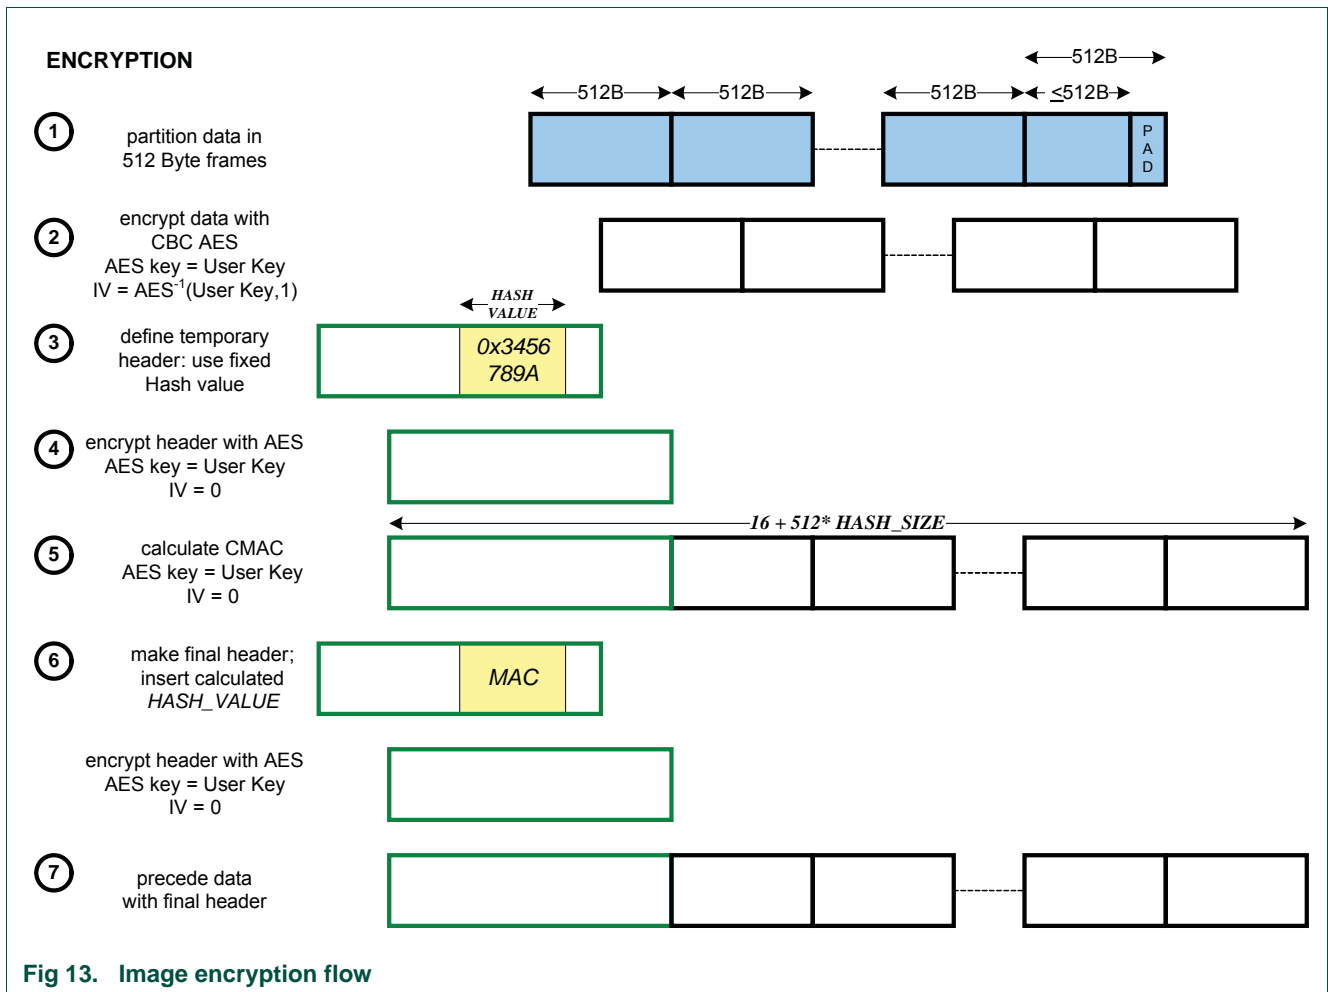 ENCRYPTION
512B
512B
512B
512B
≤512B
1
partition data in
512 Byte frames
P
A
D
2
encrypt data with
CBC AES
AES key = User Key
IV = AES-1(User Key,1)
HASH
VALUE
3
define temporary
header: use fixed
Hash value
0x3456
789A
4
encrypt header with AES
AES key = User Key
IV = 0
16 + 512* HASH_SIZE
5
calculate CMAC
AES key = User Key
IV = 0
6
make final header;
insert calculated
HASH_VALUE
MAC
encrypt header with AES
AES key = User Key
IV = 0
7
precede data
with final header
Fig 13. Image encryption flow